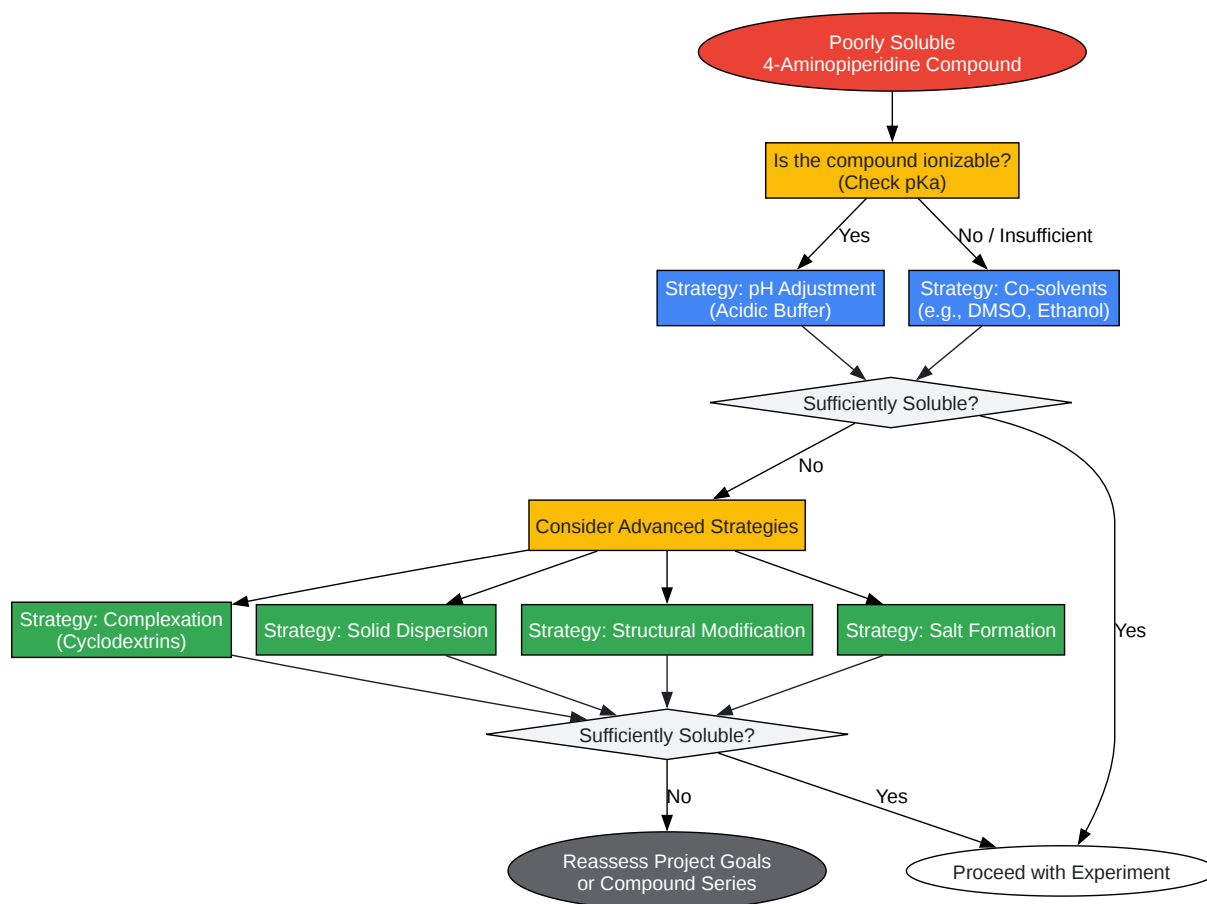 Poorly Soluble
4-Aminopiperidine Compound
Is the compound ionizable?
(Check pKa)
Yes
No / Insufficient
Strategy: pH Adjustment
(Acidic Buffer)
Strategy: Co-solvents
(e.g., DMSO, Ethanol)
Sufficiently Soluble?
No
Consider Advanced Strategies
Strategy: Complexation
(Cyclodextrins)
Strategy: Solid Dispersion
Strategy: Structural Modification
Strategy: Salt Formation
Yes
Sufficiently Soluble?
No
Yes
Reassess Project Goals
or Compound Series
Proceed with Experiment